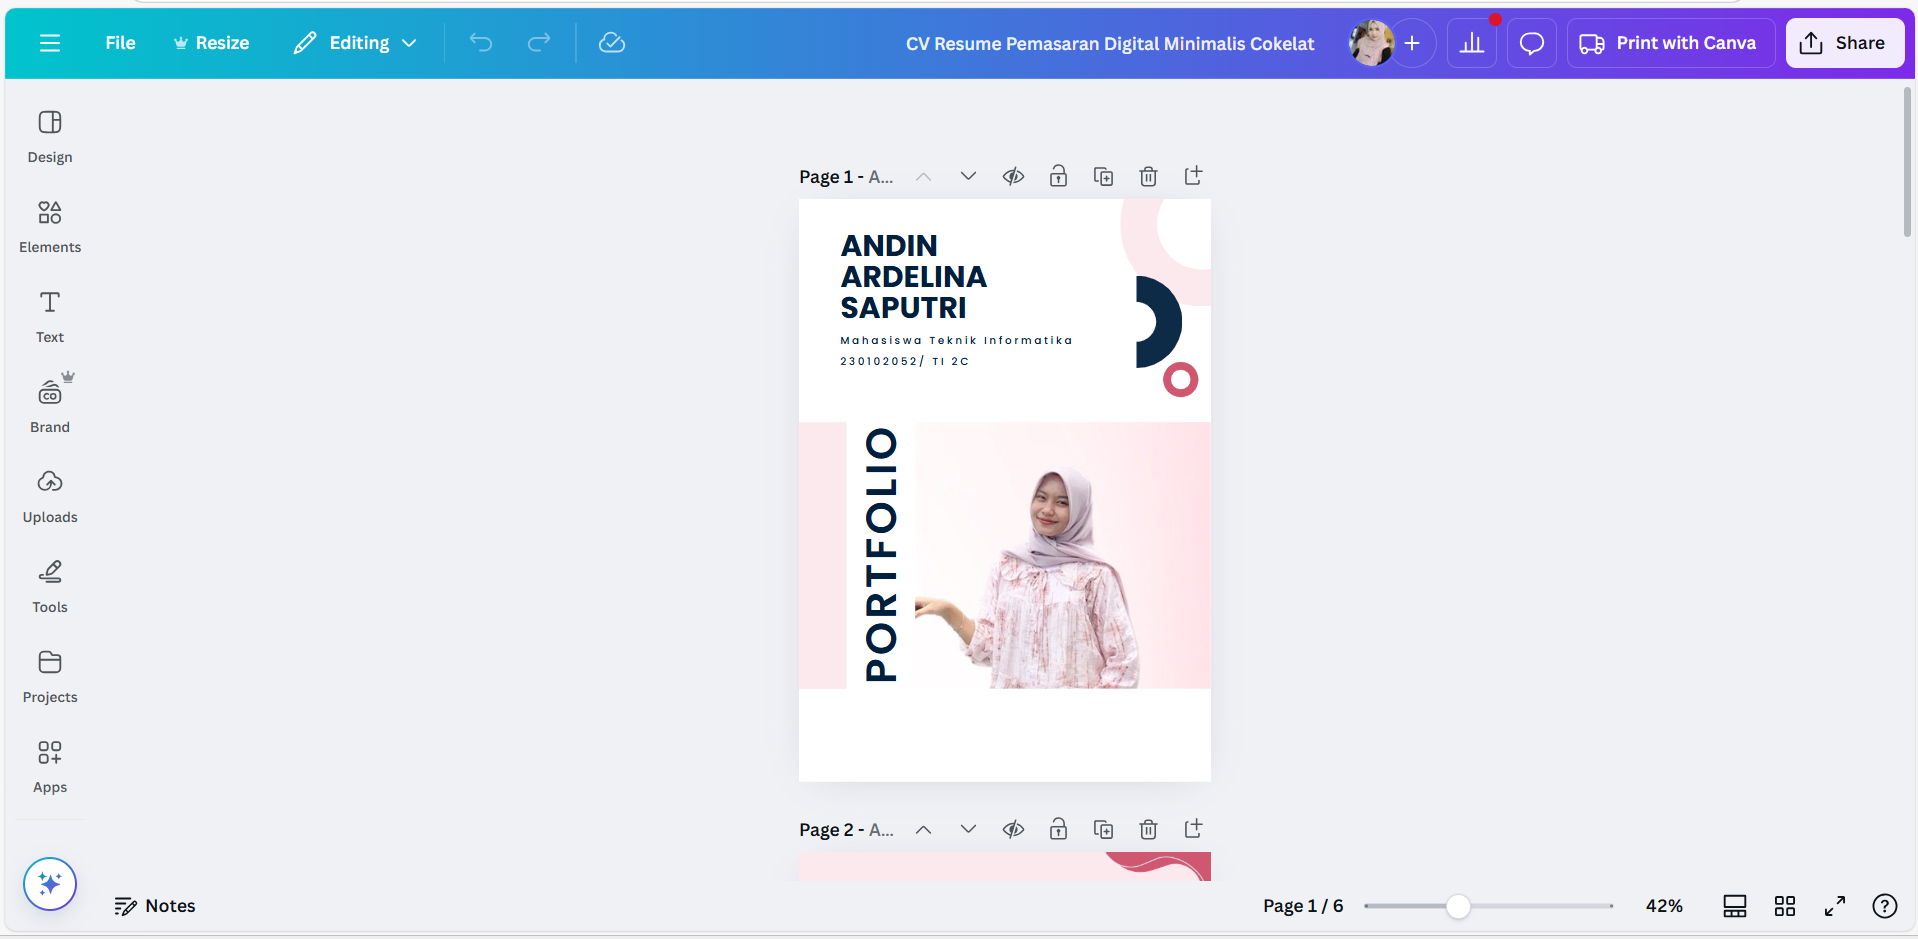 File
Resize
Editing
CV Resume Pemasaran Digital Minimalis Cokelat
Print with Canva
Share
Design
Elements
Text
CO
Brand
Uploads
Tools
Projects
Apps
Page 1 - A...
ANDIN
ARDELINA
SAPUTRI
Mahasiswa Teknik Informatika
230102052/ TI 2C
PORTFOLIO
Page 2 - A...
Notes
Page 1 / 6
42%